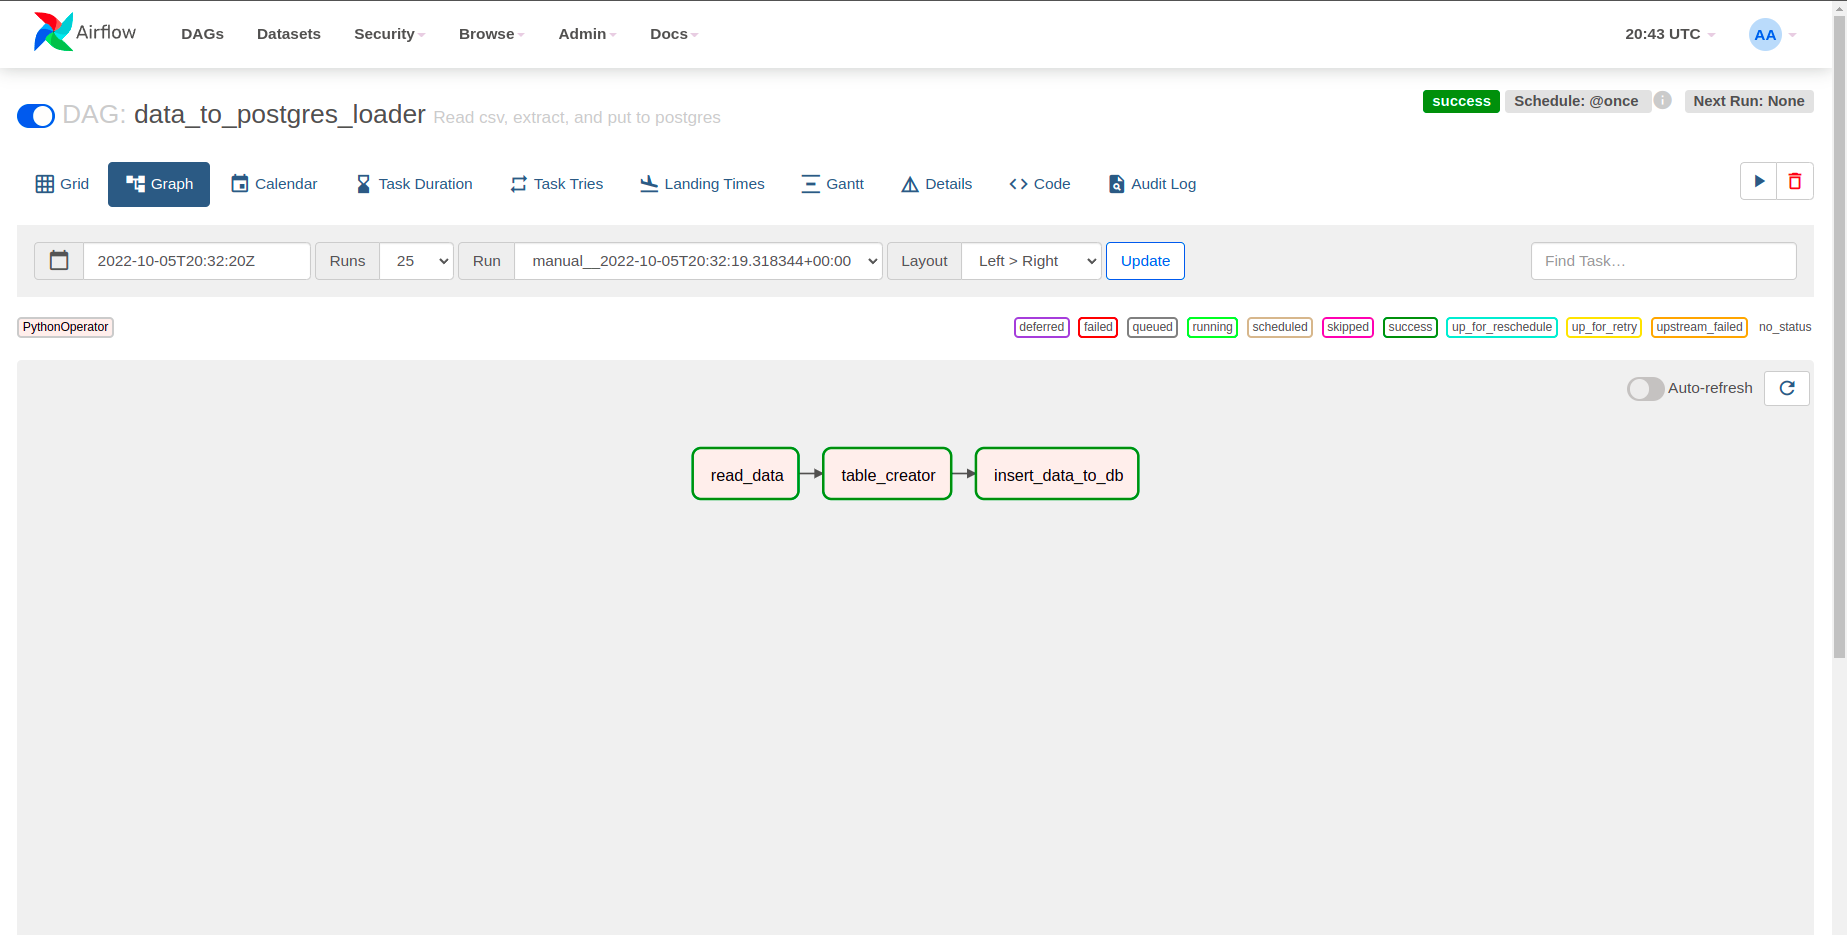 Airflow DAGs Datasets Security Browse Admin Docs 20:43 UTC AA
DAG: data_to_postgres_loader Read csv, extract, and put to postgres success Schedule: @once i Next Run: None
Grid Graph Calendar Task Duration Task Tries Landing Times Gantt Details Code Audit Log
2022-10-05T20:32:20Z Runs 25 Run manual__2022-10-05T20:32:19.318344+00:00 Layout Left > Right Update Find Task…
PythonOperator deferred failed queued running scheduled skipped success up_for_reschedule up_for_retry upstream_failed no_status
Auto-refresh
read_data table_creator insert_data_to_db